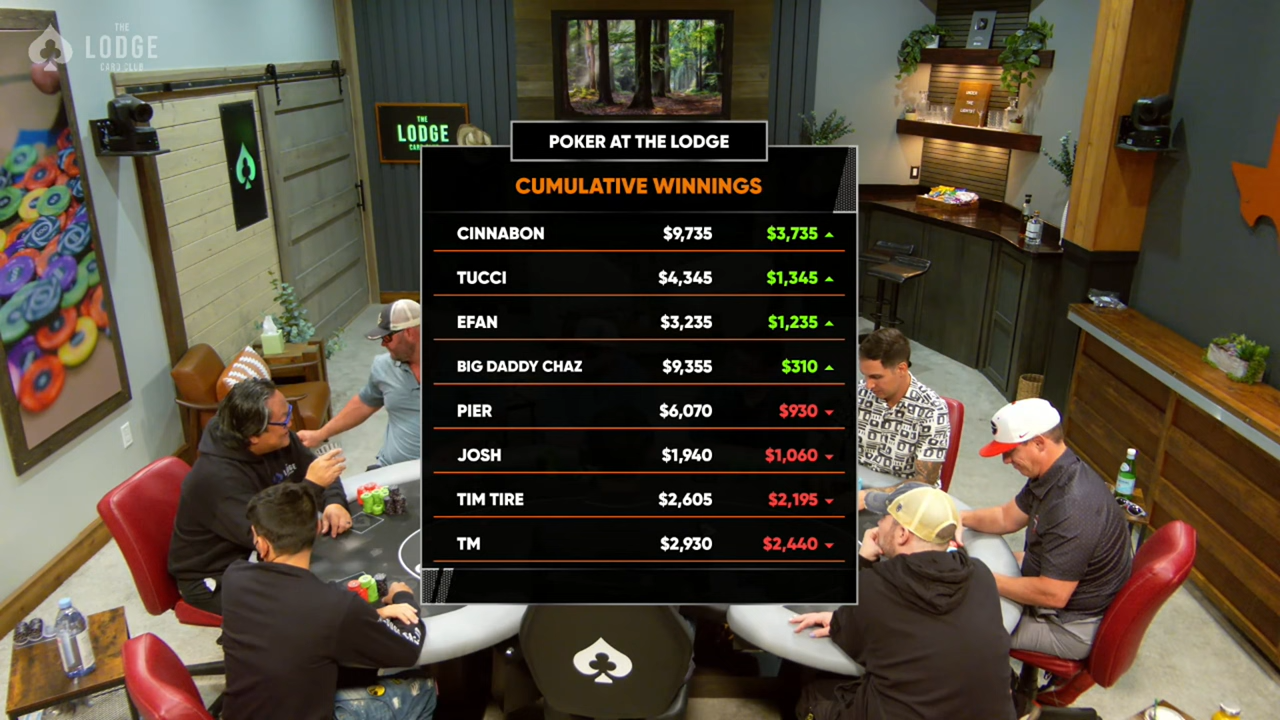 THE
LODGE
CARD CLUB
THE
LODGE
POKER AT THE LODGE
CUMULATIVE WINNINGS
CINNABON $9,735 $3,735
TUCCI $4,345 $1,345
EFAN $3,235 $1,235
BIG DADDY CHAZ $9,355 $310
PIER $6,070 $930
JOSH $1,940 $1,060
TIM TIRE $2,605 $2,195
TM $2,930 $2,440